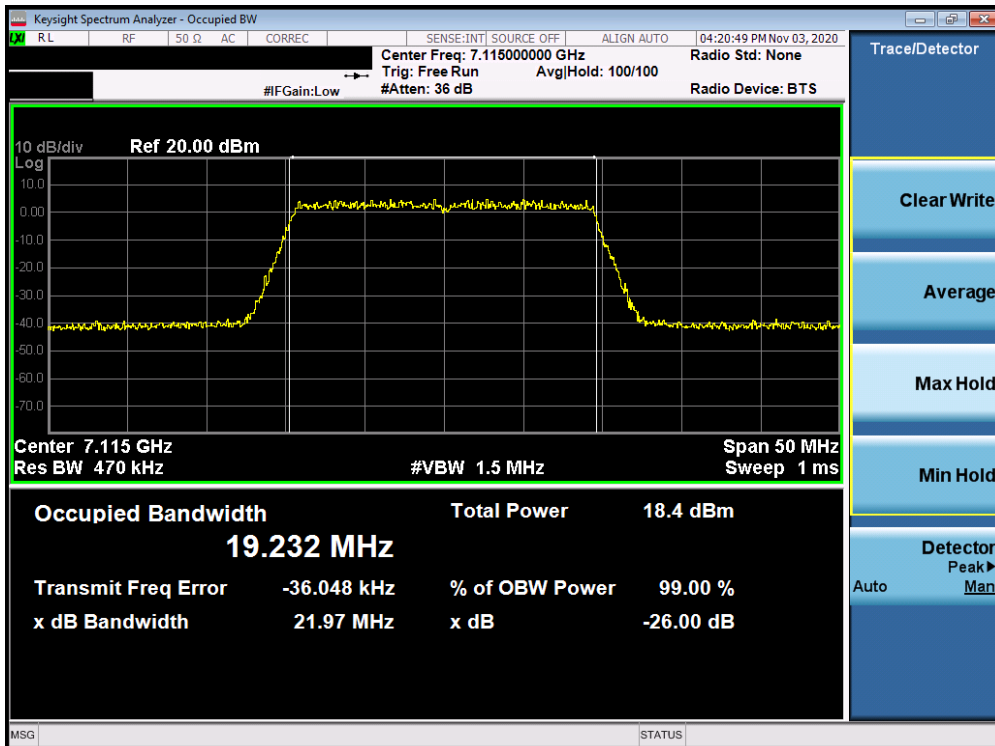 Keysight Spectrum Analyzer - Occupied BW
LXI RL RF 50 Ω AC CORREC SENSE:INT SOURCE OFF ALIGN AUTO 04:20:49 PM Nov 03, 2020
Center Freq: 7.115000000 GHz Radio Std: None
Trig: Free Run Avg|Hold: 100/100
#IFGain:Low #Atten: 36 dB Radio Device: BTS
10 dB/div Ref 20.00 dBm
Log
10.0
0.00
-10.0
-20.0
-30.0
-40.0
-50.0
-60.0
-70.0
Center 7.115 GHz Span 50 MHz
Res BW 470 kHz #VBW 1.5 MHz Sweep 1 ms
Occupied Bandwidth Total Power 18.4 dBm
19.232 MHz
Transmit Freq Error -36.048 kHz % of OBW Power 99.00 %
x dB Bandwidth 21.97 MHz x dB -26.00 dB
Trace/Detector
Clear Write
Average
Max Hold
Min Hold
Detector
Peak▶
Auto Man
MSG STATUS